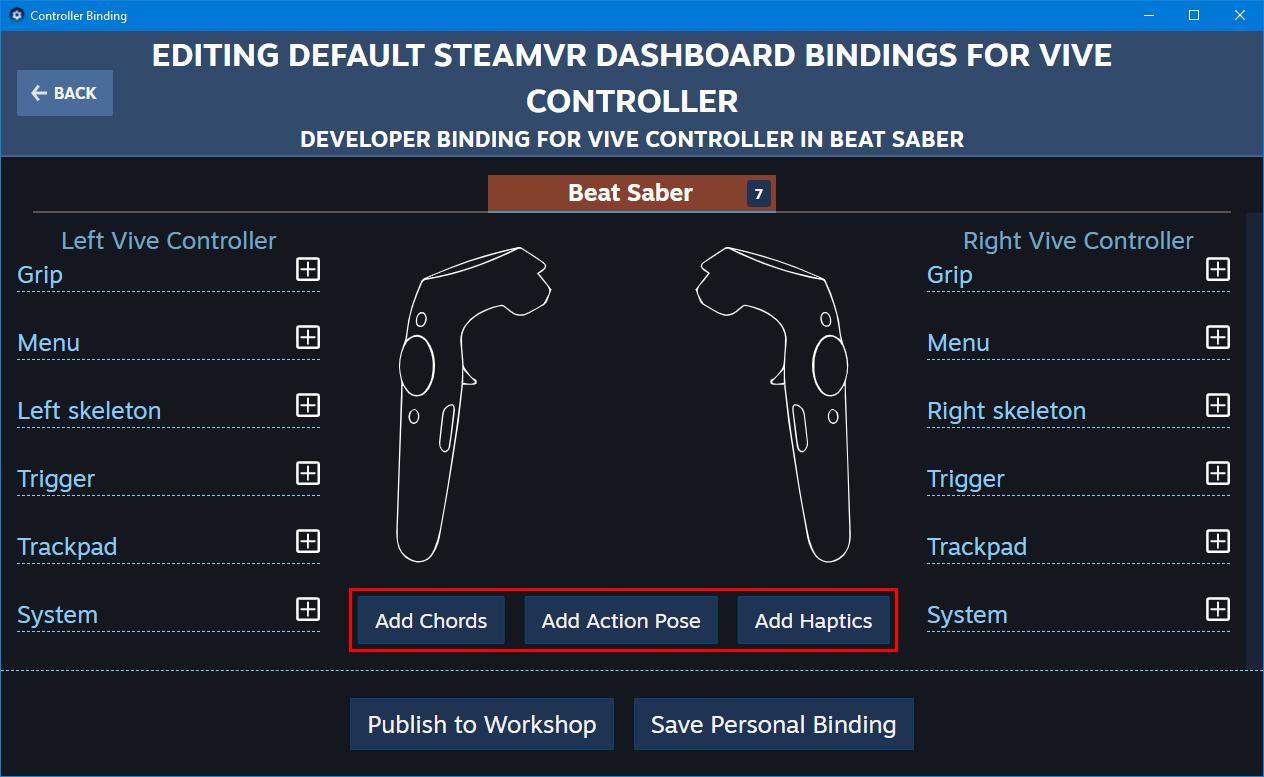 Controller Binding
EDITING DEFAULT STEAMVR DASHBOARD BINDINGS FOR VIVE
CONTROLLER
BACK
DEVELOPER BINDING FOR VIVE CONTROLLER IN BEAT SABER
Beat Saber 7
Left Vive Controller
Grip
Menu
Left skeleton
Trigger
Trackpad
System
Right Vive Controller
Grip
Menu
Right skeleton
Trigger
Trackpad
System
Add Chords
Add Action Pose
Add Haptics
Publish to Workshop
Save Personal Binding